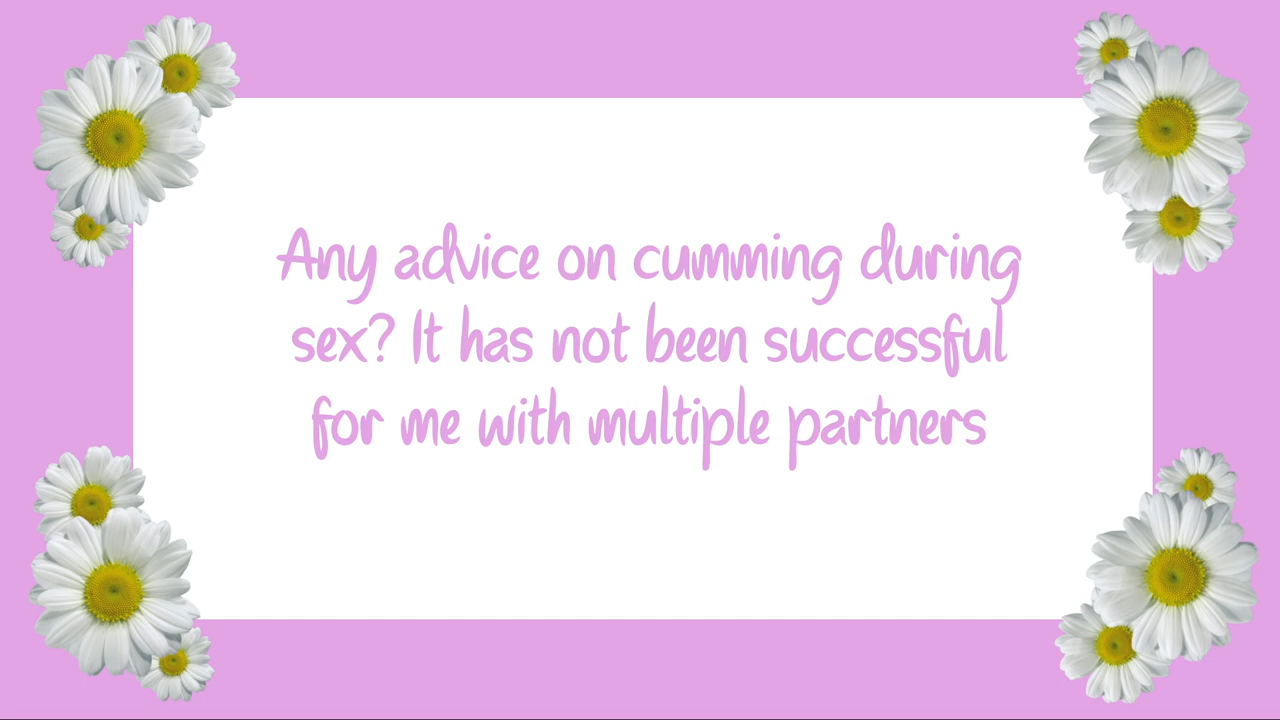 Any advice on cumming during
sex? It has not been successful
for me with multiple partners